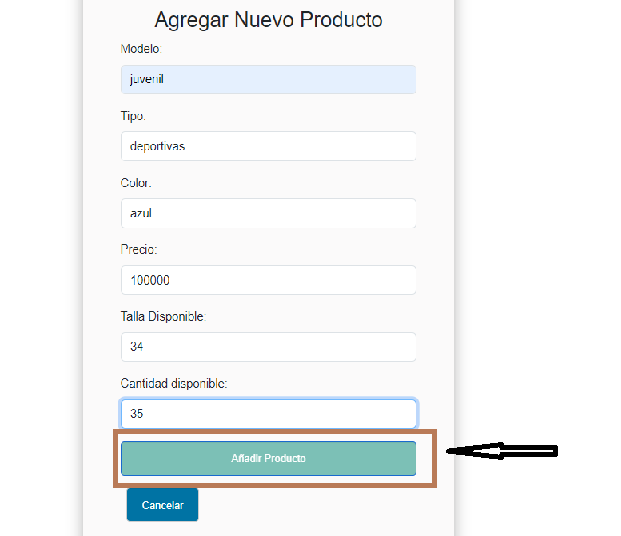 Agregar Nuevo Producto
Modelo:
juvenil
Tipo:
deportivas
Color:
azul
Precio:
100000
Talla Disponible:
34
Cantidad disponible:
35
Añadir Producto
Cancelar